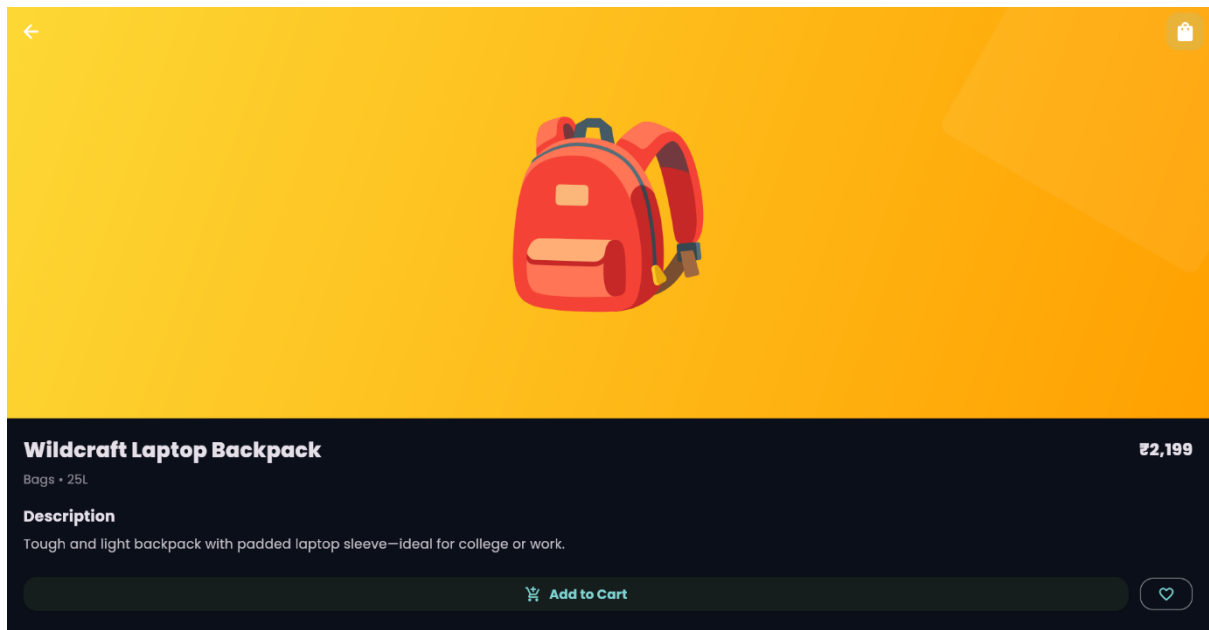 Wildcraft Laptop Backpack
₹2,199
Bags • 25L
Description
Tough and light backpack with padded laptop sleeve—ideal for college or work.
Add to Cart